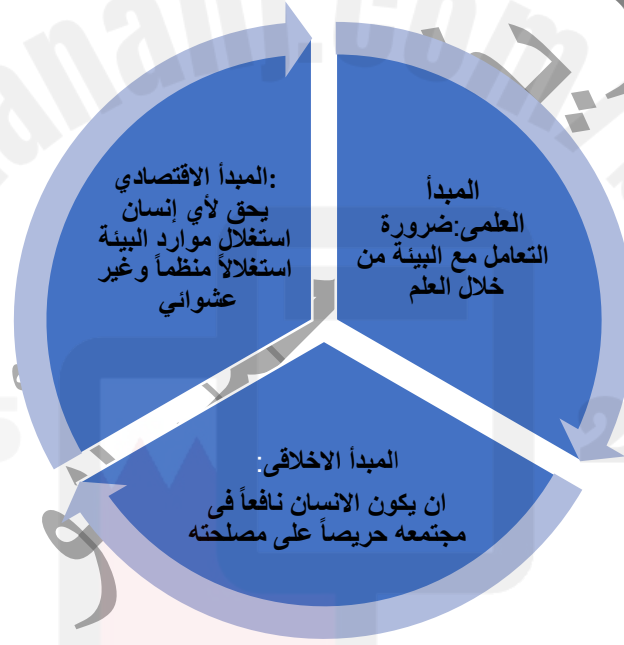 المبدأ
العلمى:ضرورة
التعامل مع البيئة من
خلال العلم
المبدأ الاخلاقى:
ان يكون الانسان نافعاً فى
مجتمعه حريصاً على مصلحته
المبدأ الاقتصادي:
يحق لأي إنسان
استغلال موارد البيئة
استغلالاً منظماً وغير
عشوائي